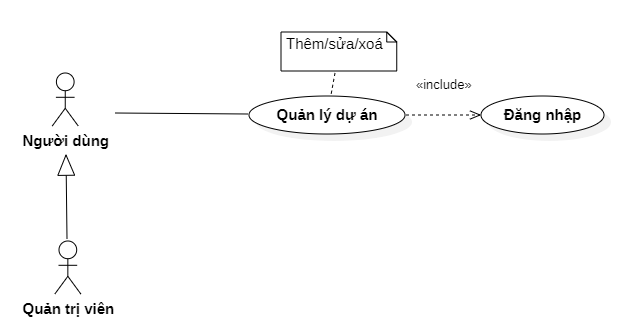 Thêm/sửa/xoá
«include»
Quản lý dự án
Đăng nhập
Người dùng
Quản trị viên